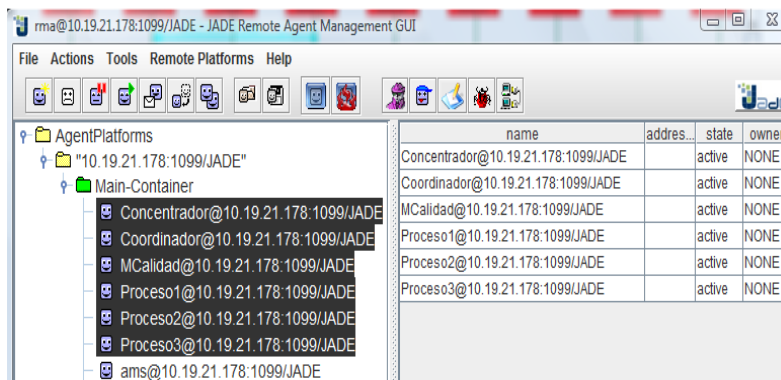 rma@10.19.21.178:1099/JADE - JADE Remote Agent Management GUI
File Actions Tools Remote Platforms Help
AgentPlatforms
"10.19.21.178:1099/JADE"
Main-Container
Concentrador@10.19.21.178:1099/JADE
Coordinador@10.19.21.178:1099/JADE
MCalidad@10.19.21.178:1099/JADE
Proceso1@10.19.21.178:1099/JADE
Proceso2@10.19.21.178:1099/JADE
Proceso3@10.19.21.178:1099/JADE
ams@10.19.21.178:1099/JADE
name addres... state owner
Concentrador@10.19.21.178:1099/JADE active NONE
Coordinador@10.19.21.178:1099/JADE active NONE
MCalidad@10.19.21.178:1099/JADE active NONE
Proceso1@10.19.21.178:1099/JADE active NONE
Proceso2@10.19.21.178:1099/JADE active NONE
Proceso3@10.19.21.178:1099/JADE active NONE